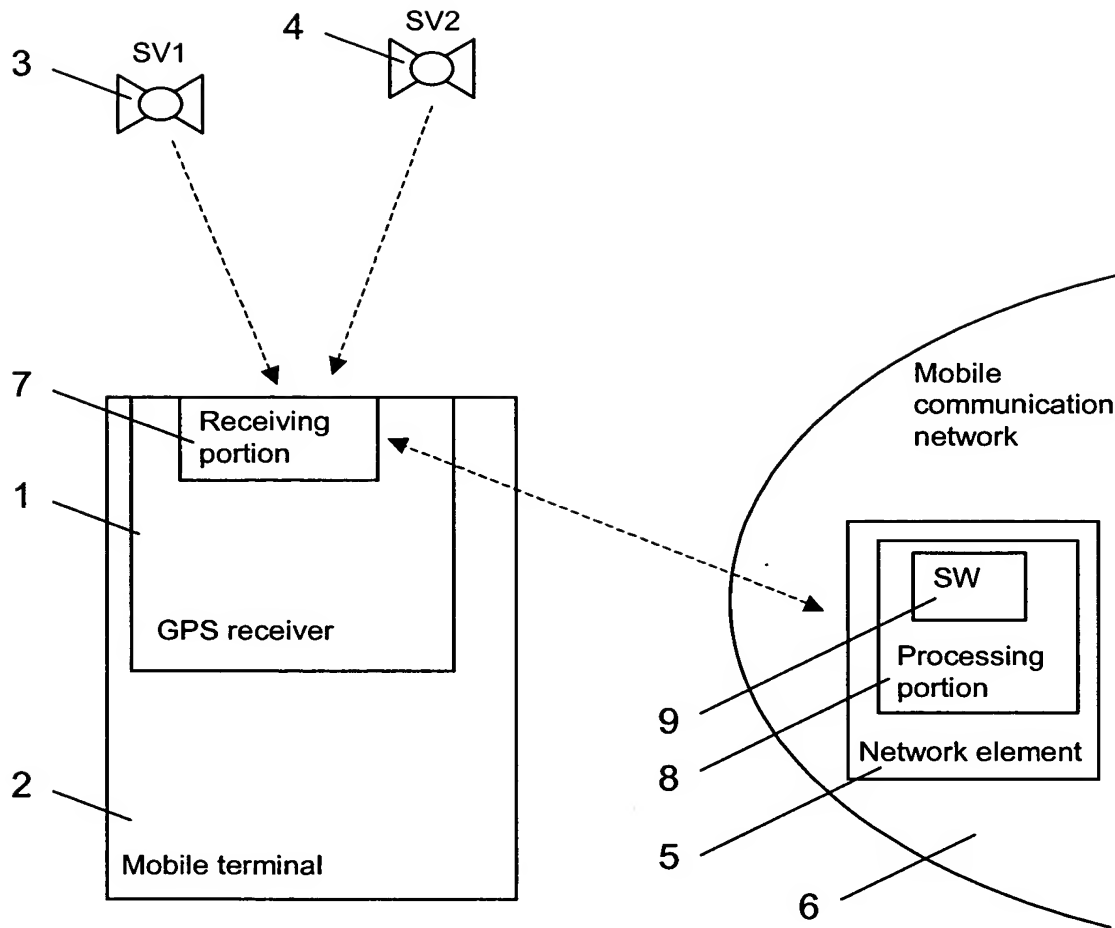 SV1
SV2
3
4
7
Receiving
portion
1
GPS receiver
2
Mobile terminal
Mobile
communication
network
SW
Processing
portion
9
8
Network element
5
6